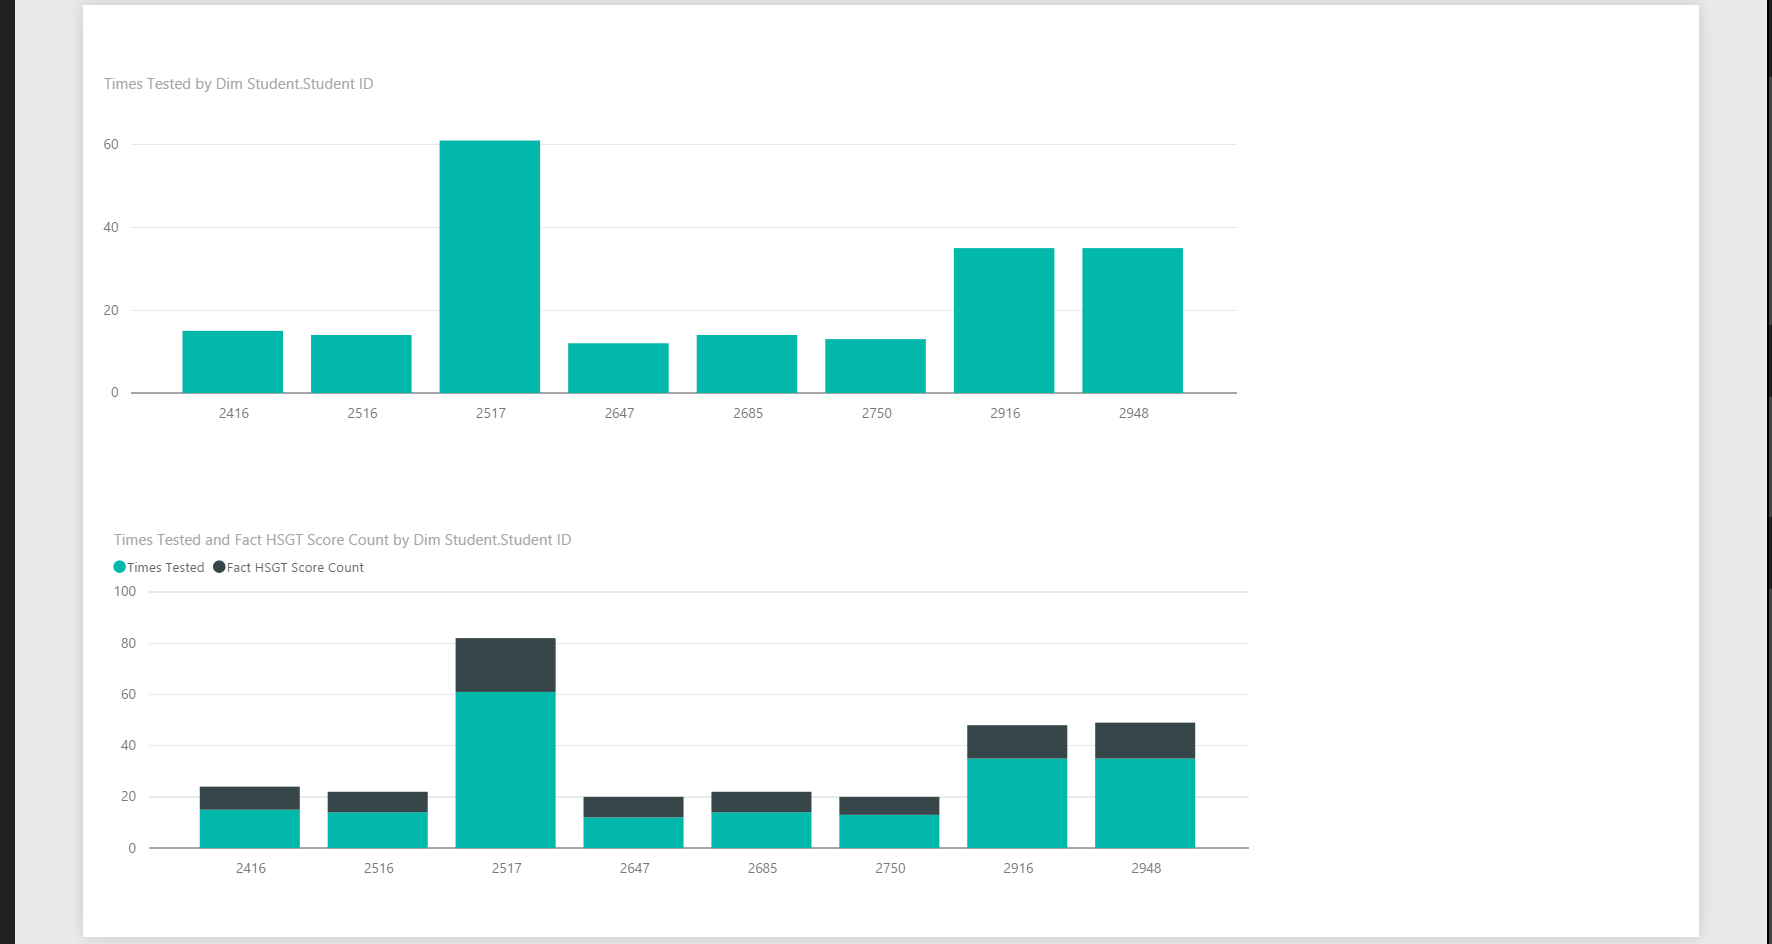 Times Tested by Dim Student.Student ID
60
40
20
0
2416 2516 2517 2647 2685 2750 2916 2948
Times Tested and Fact HSGT Score Count by Dim Student.Student ID
Times Tested Fact HSGT Score Count
100
80
60
40
20
0
2416 2516 2517 2647 2685 2750 2916 2948